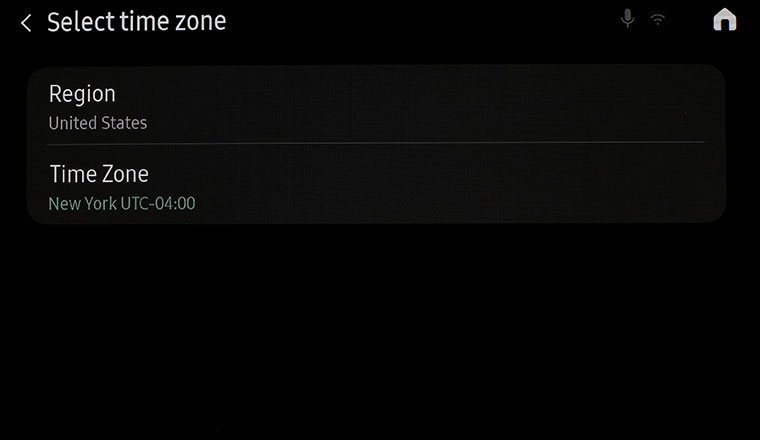 Select time zone
Region
United States
Time Zone
New York UTC-04:00